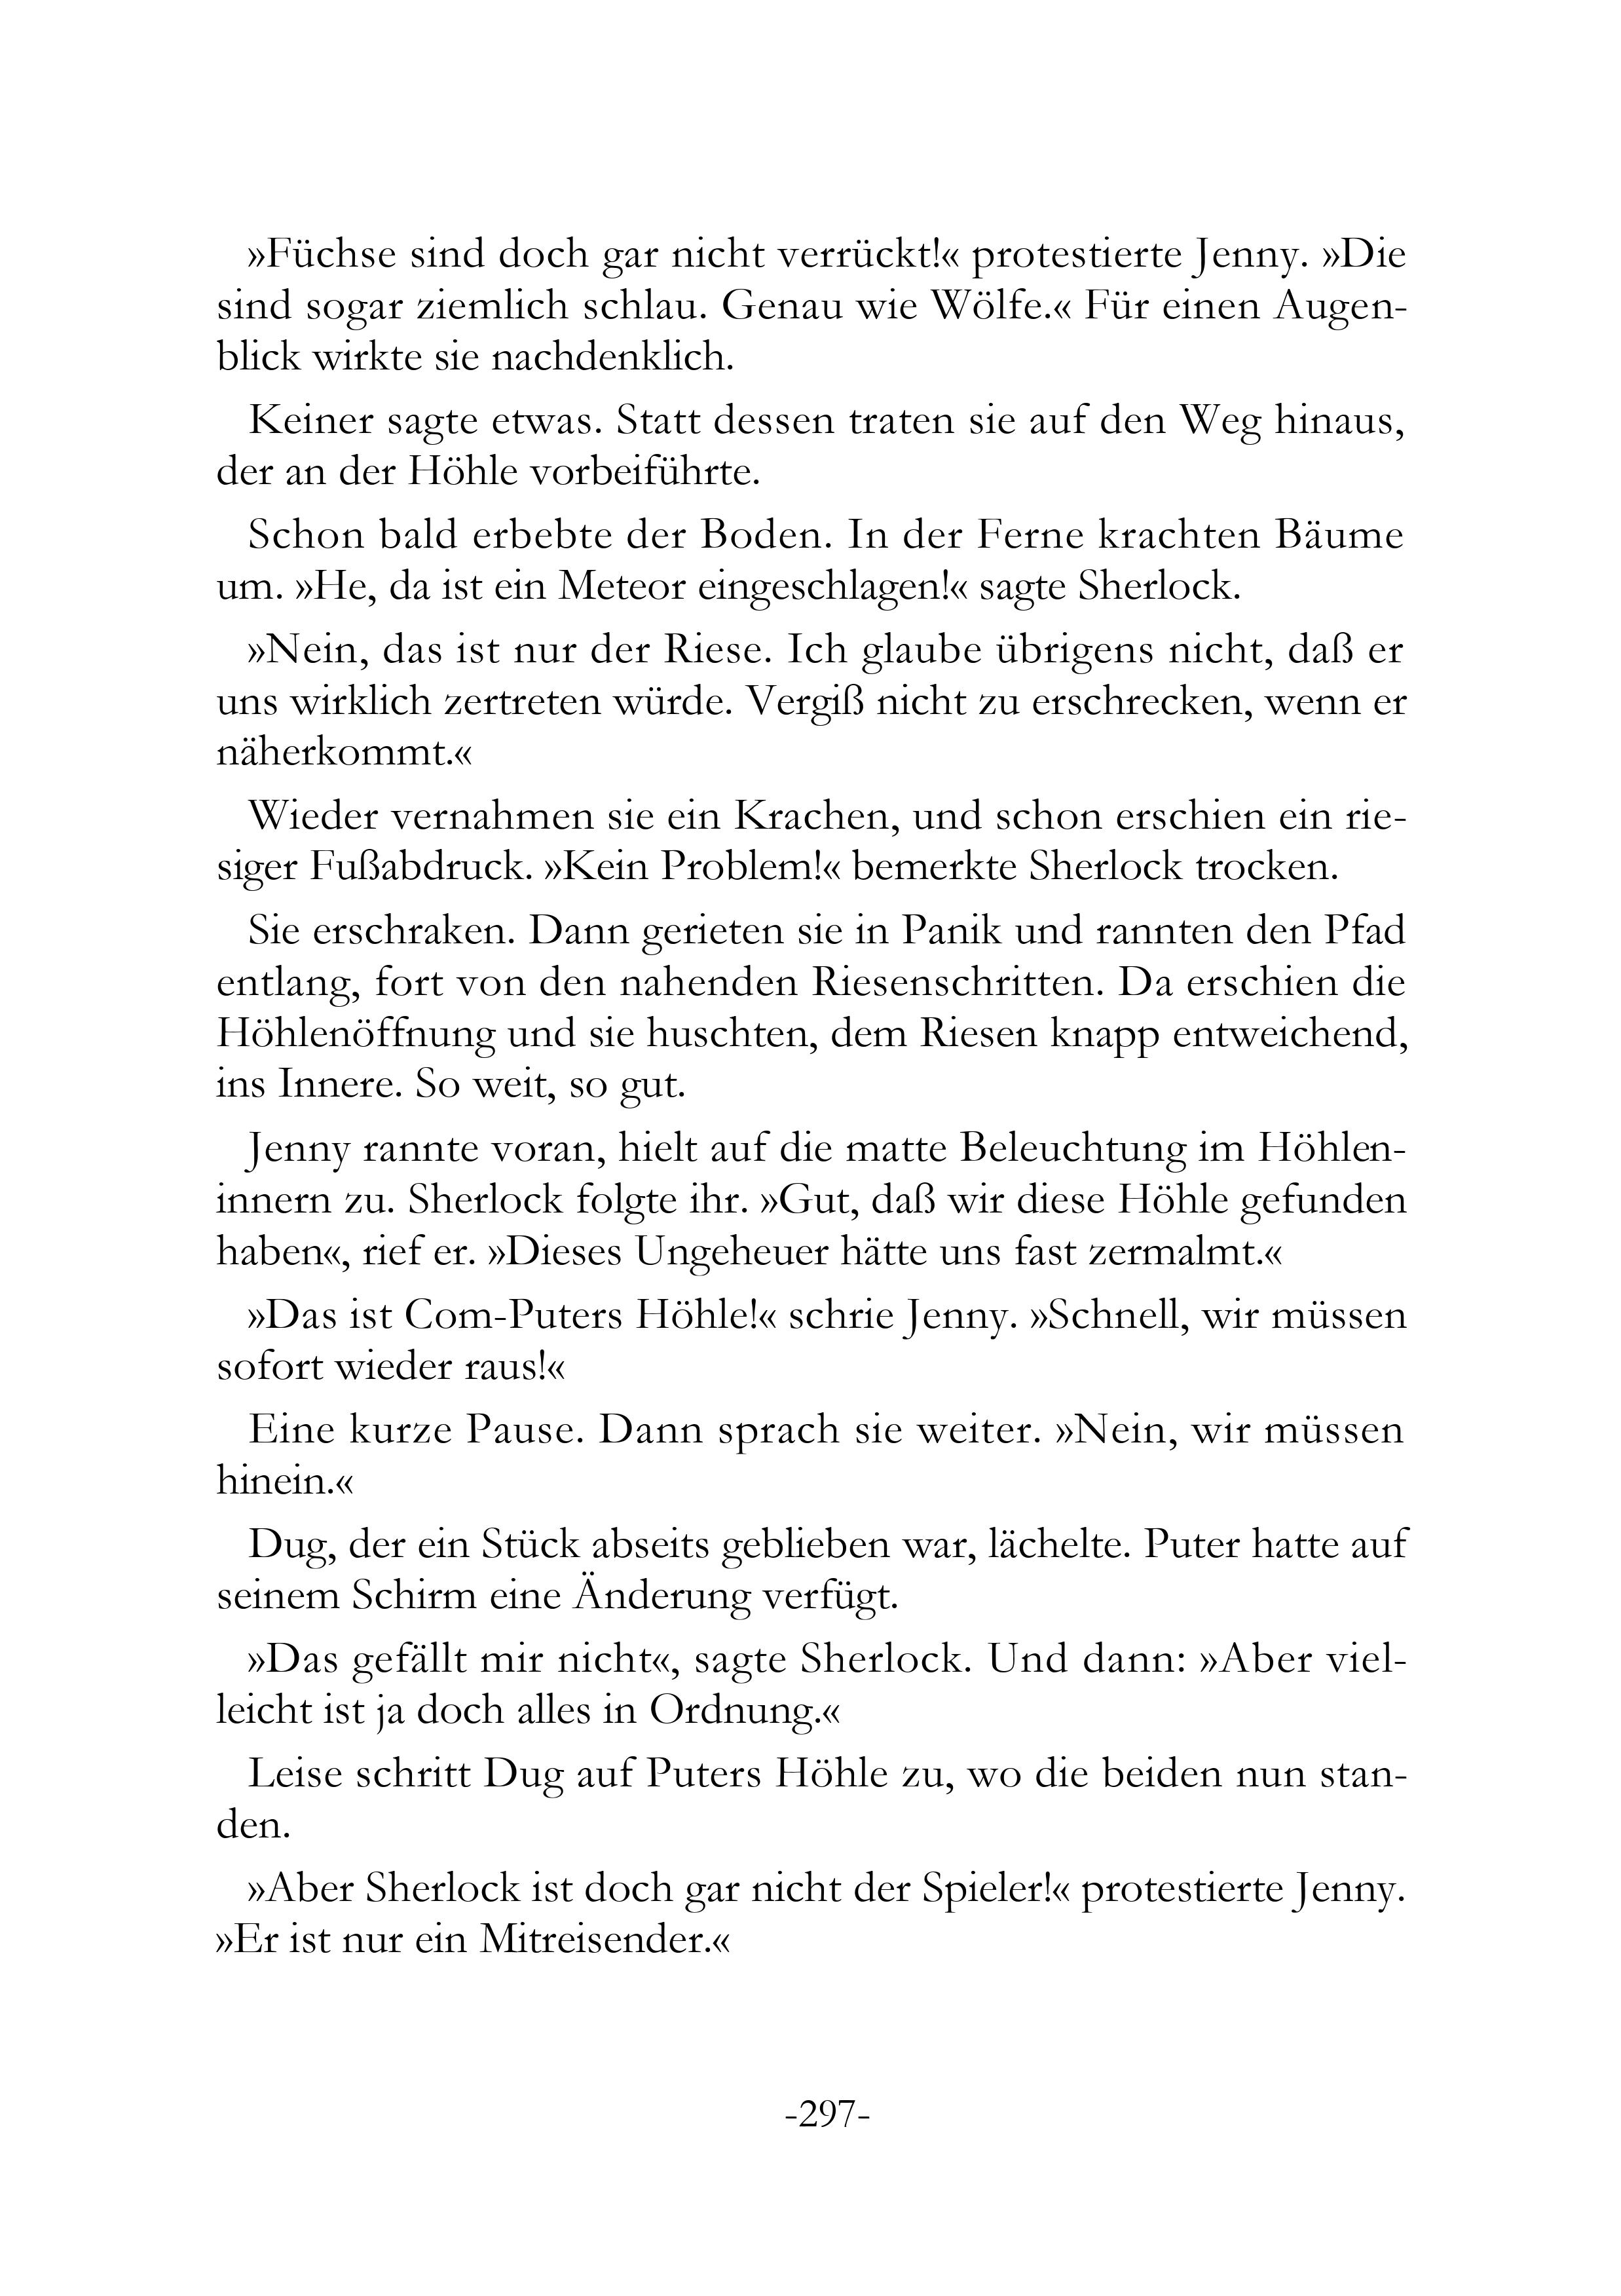 »Füchse sind doch gar nicht verrückt!« protestierte Jenny. »Die
sind sogar ziemlich schlau. Genau wie Wölfe.« Für einen Augen-
blick wirkte sie nachdenklich.
Keiner sagte etwas. Statt dessen traten sie auf den Weg hinaus,
der an der Höhle vorbeiführte.
Schon bald erbebte der Boden. In der Ferne krachten Bäume
um. »He, da ist ein Meteor eingeschlagen!« sagte Sherlock.
»Nein, das ist nur der Riese. Ich glaube übrigens nicht, daß er
uns wirklich zertreten würde. Vergiß nicht zu erschrecken, wenn er
näherkommt.«
Wieder vernahmen sie ein Krachen, und schon erschien ein rie-
siger Fußabdruck. »Kein Problem!« bemerkte Sherlock trocken.
Sie erschraken. Dann gerieten sie in Panik und rannten den Pfad
entlang, fort von den nahenden Riesenschritten. Da erschien die
Höhlenöffnung und sie huschten, dem Riesen knapp entweichend,
ins Innere. So weit, so gut.
Jenny rannte voran, hielt auf die matte Beleuchtung im Höhlen-
innern zu. Sherlock folgte ihr. »Gut, daß wir diese Höhle gefunden
haben«, rief er. »Dieses Ungeheuer hätte uns fast zermalmt.«
»Das ist Com-Puters Höhle!« schrie Jenny. »Schnell, wir müssen
sofort wieder raus!«
Eine kurze Pause. Dann sprach sie weiter. »Nein, wir müssen
hinein.«
Dug, der ein Stück abseits geblieben war, lächelte. Puter hatte auf
seinem Schirm eine Änderung verfügt.
»Das gefällt mir nicht«, sagte Sherlock. Und dann: »Aber viel-
leicht ist ja doch alles in Ordnung.«
Leise schritt Dug auf Puters Höhle zu, wo die beiden nun stan-
den.
»Aber Sherlock ist doch gar nicht der Spieler!« protestierte Jenny.
»Er ist nur ein Mitreisender.«
-297-